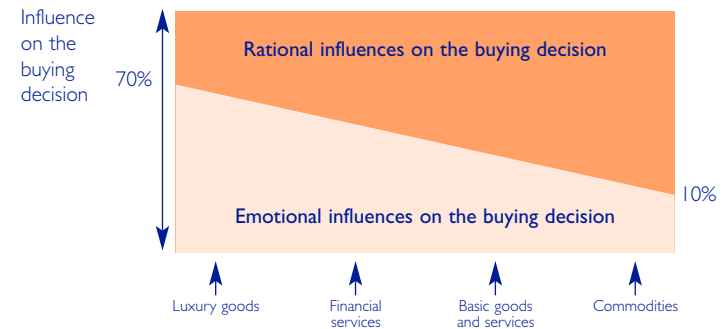 Influence
on the
buying
decision
70%
Rational influences on the buying decision
10%
Emotional influences on the buying decision
Luxury goods
Financial
services
Basic goods
and services
Commodities